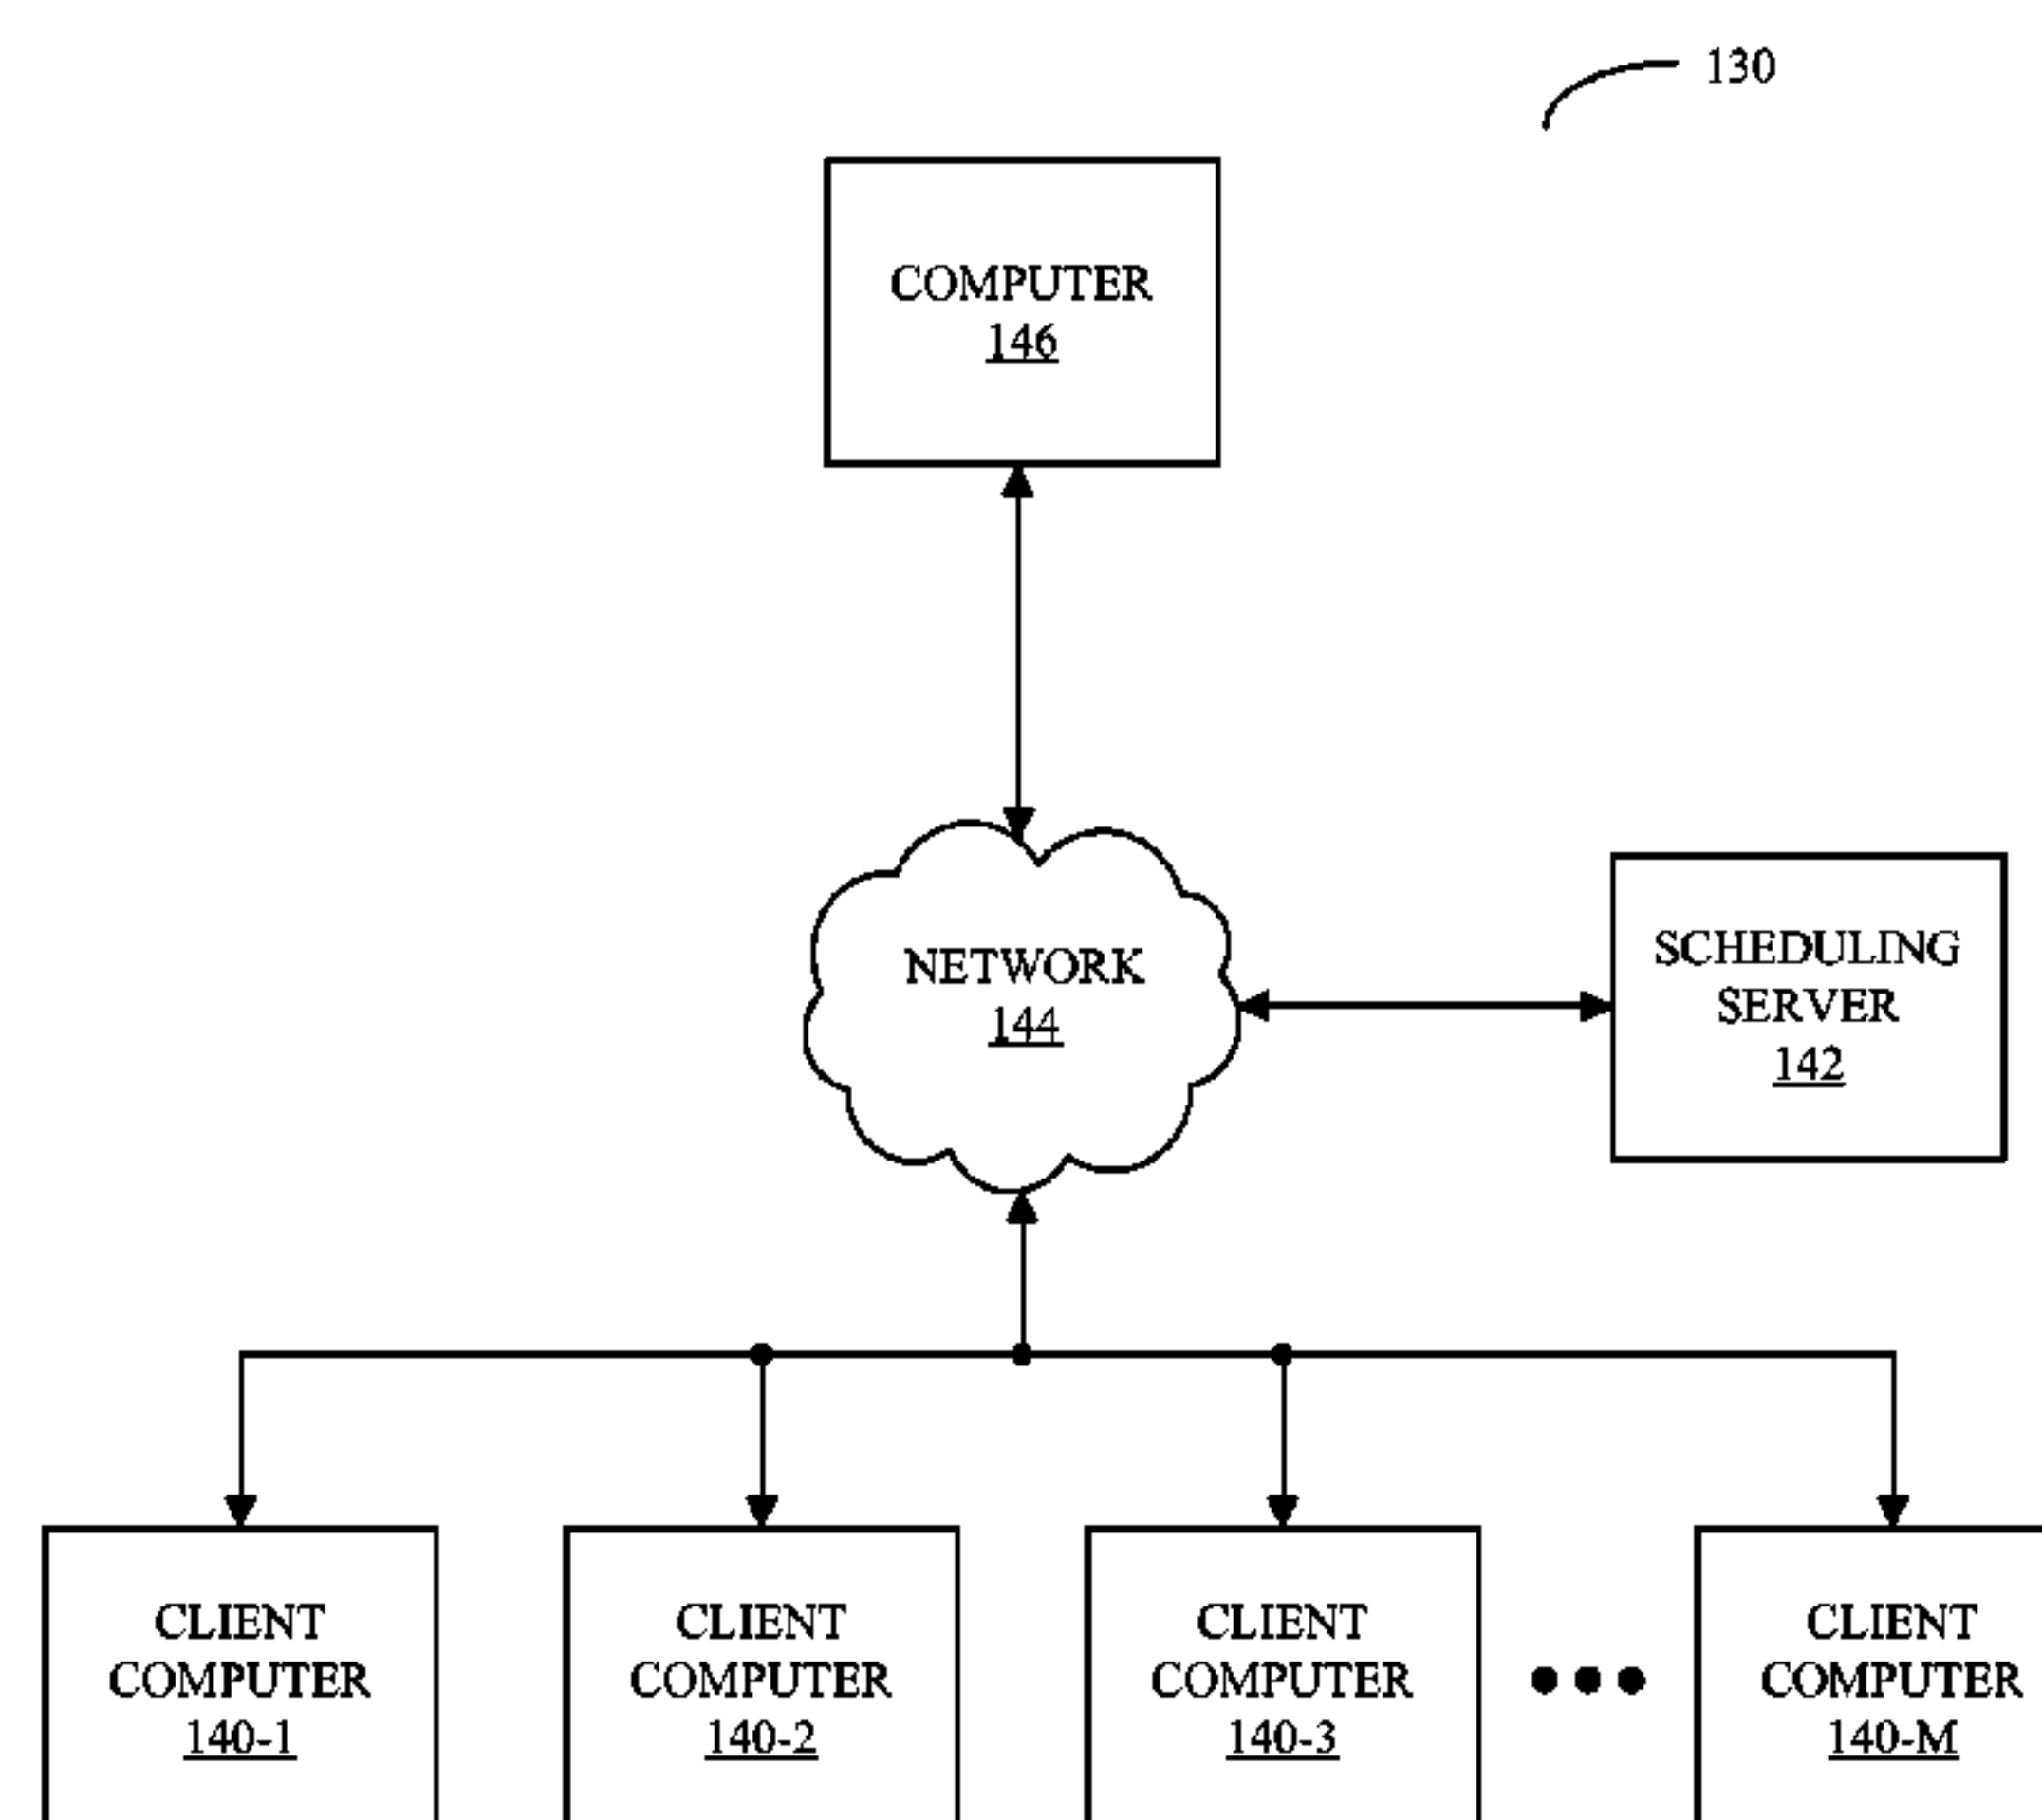 130
COMPUTER
146
NETWORK
144
SCHEDULING
SERVER
142
CLIENT
COMPUTER
140-1
CLIENT
COMPUTER
140-2
CLIENT
COMPUTER
140-3
CLIENT
COMPUTER
140-M